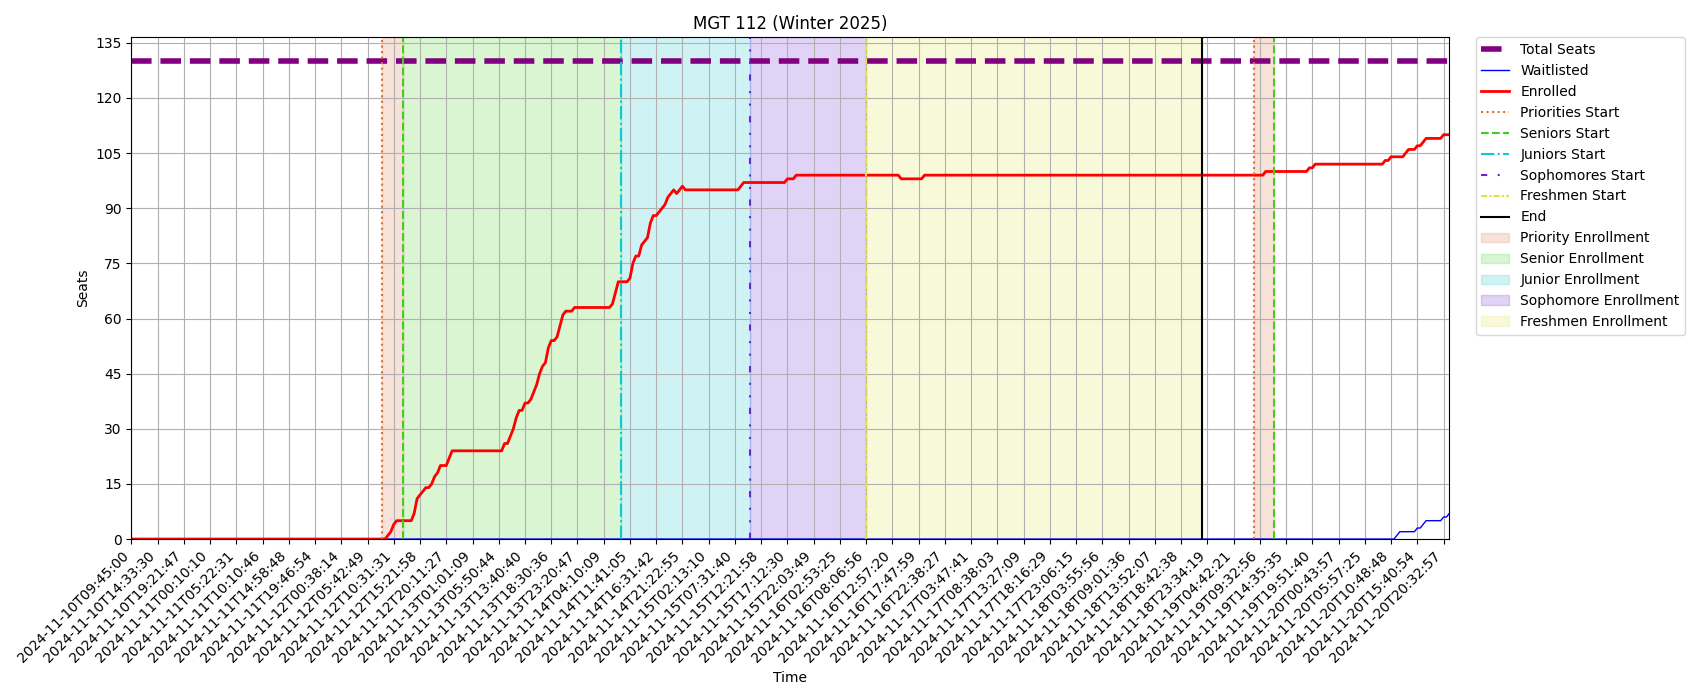 MGT 112 (Winter 2025)
135
120
105
90
75
60
45
30
15
0
Seats
2024-11-10T09:45:00
2024-11-10T14:33:30
2024-11-10T19:21:47
2024-11-11T00:10:10
2024-11-11T05:22:31
2024-11-11T10:10:46
2024-11-11T14:58:48
2024-11-11T19:46:54
2024-11-12T00:38:14
2024-11-12T05:42:49
2024-11-12T10:31:31
2024-11-12T15:21:58
2024-11-12T20:11:27
2024-11-13T01:01:09
2024-11-13T05:50:44
2024-11-13T13:40:40
2024-11-13T18:30:36
2024-11-13T23:20:47
2024-11-14T04:10:09
2024-11-14T11:41:05
2024-11-14T16:31:42
2024-11-14T21:22:55
2024-11-15T02:13:10
2024-11-15T07:31:40
2024-11-15T12:21:58
2024-11-15T17:12:30
2024-11-15T22:03:49
2024-11-16T02:53:25
2024-11-16T08:06:56
2024-11-16T12:57:20
2024-11-16T17:47:59
2024-11-16T22:38:27
2024-11-17T03:47:41
2024-11-17T08:38:03
2024-11-17T13:27:09
2024-11-17T18:16:29
2024-11-17T23:06:15
2024-11-18T03:55:56
2024-11-18T09:01:36
2024-11-18T13:52:07
2024-11-18T18:42:38
2024-11-18T23:34:19
2024-11-19T04:42:21
2024-11-19T09:32:56
2024-11-19T14:35:35
2024-11-19T19:51:40
2024-11-20T00:43:57
2024-11-20T05:57:25
2024-11-20T10:48:48
2024-11-20T15:40:54
2024-11-20T20:32:57
Time
Total Seats
Waitlisted
Enrolled
Priorities Start
Seniors Start
Juniors Start
Sophomores Start
Freshmen Start
End
Priority Enrollment
Senior Enrollment
Junior Enrollment
Sophomore Enrollment
Freshmen Enrollment